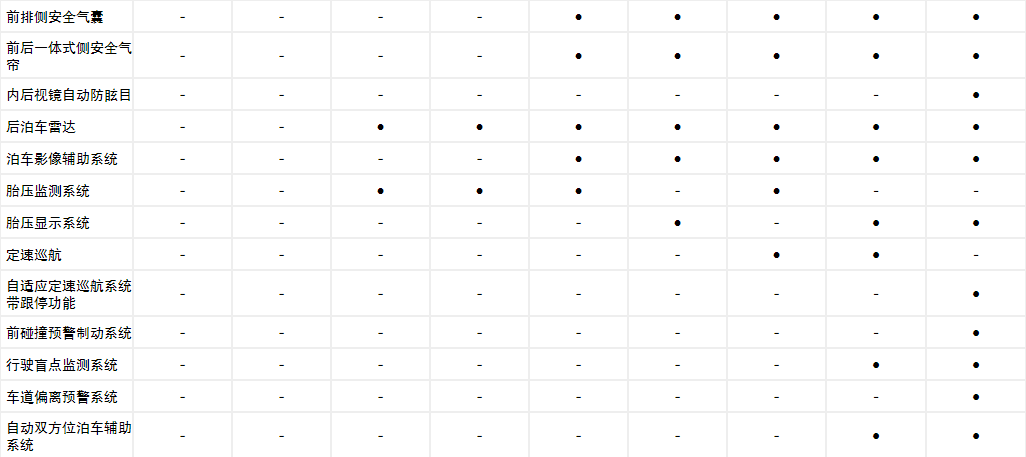 前排侧安全气囊 - - - - ● ● ● ● ●
前后一体式侧安全气
帘 - - - - ● ● ● ● ●
内后视镜自动防眩目 - - - - - - - - ●
后泊车雷达 - - ● ● ● ● ● ● ●
泊车影像辅助系统 - - - - ● ● ● ● ●
胎压监测系统 - - ● ● ● - ● - -
胎压显示系统 - - - - - ● - ● ●
定速巡航 - - - - - - ● ● -
自适应定速巡航系统
带跟停功能 - - - - - - - - ●
前碰撞预警制动系统 - - - - - - - - ●
行驶盲点监测系统 - - - - - - - ● ●
车道偏离预警系统 - - - - - - - - ●
自动双方位泊车辅助
系统 - - - - - - - ● ●